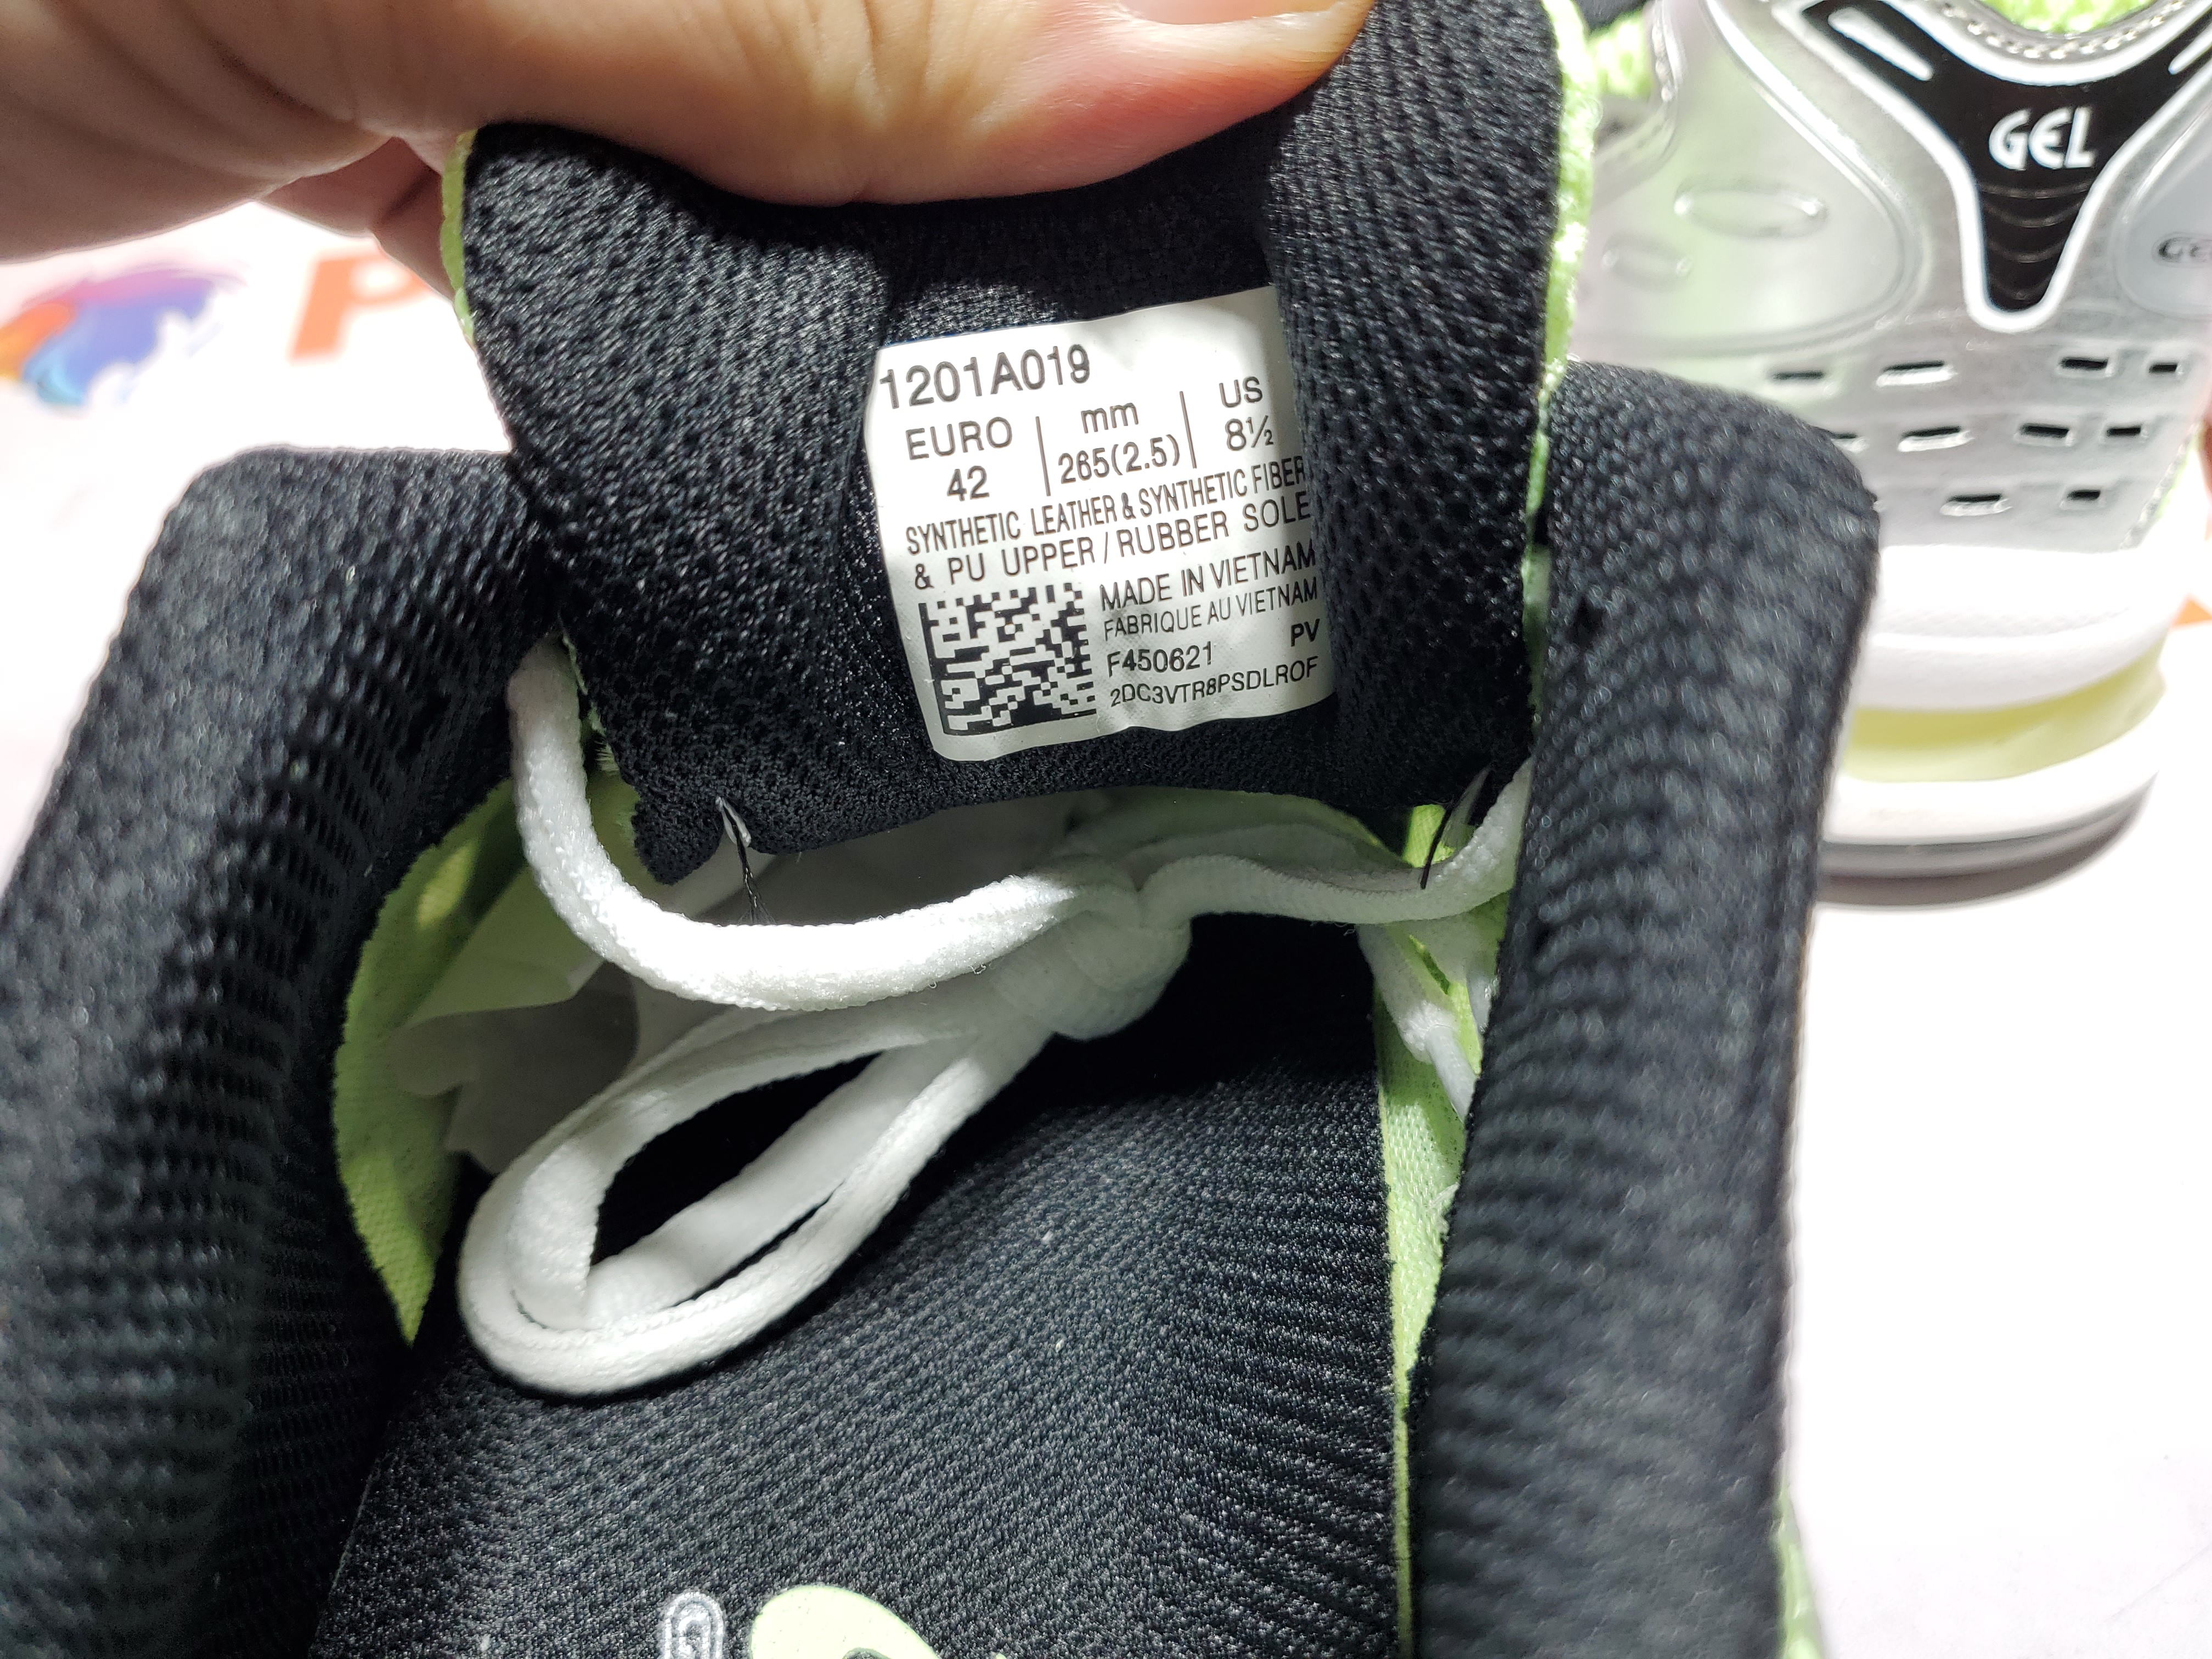 P
GEL
1201A019
EURO mm US
42 265(2.5) 8½
SYNTHETIC LEATHER & SYNTHETIC FIBER
& PU UPPER / RUBBER SOLE
MADE IN VIETNAM
FABRIQUE AU VIETNAM
PV
F450621
2DC3VTR8PSDLROF